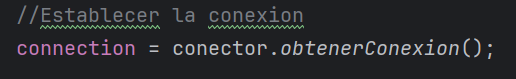 //Establecer la conexion
connection = conector.obtenerConexion();